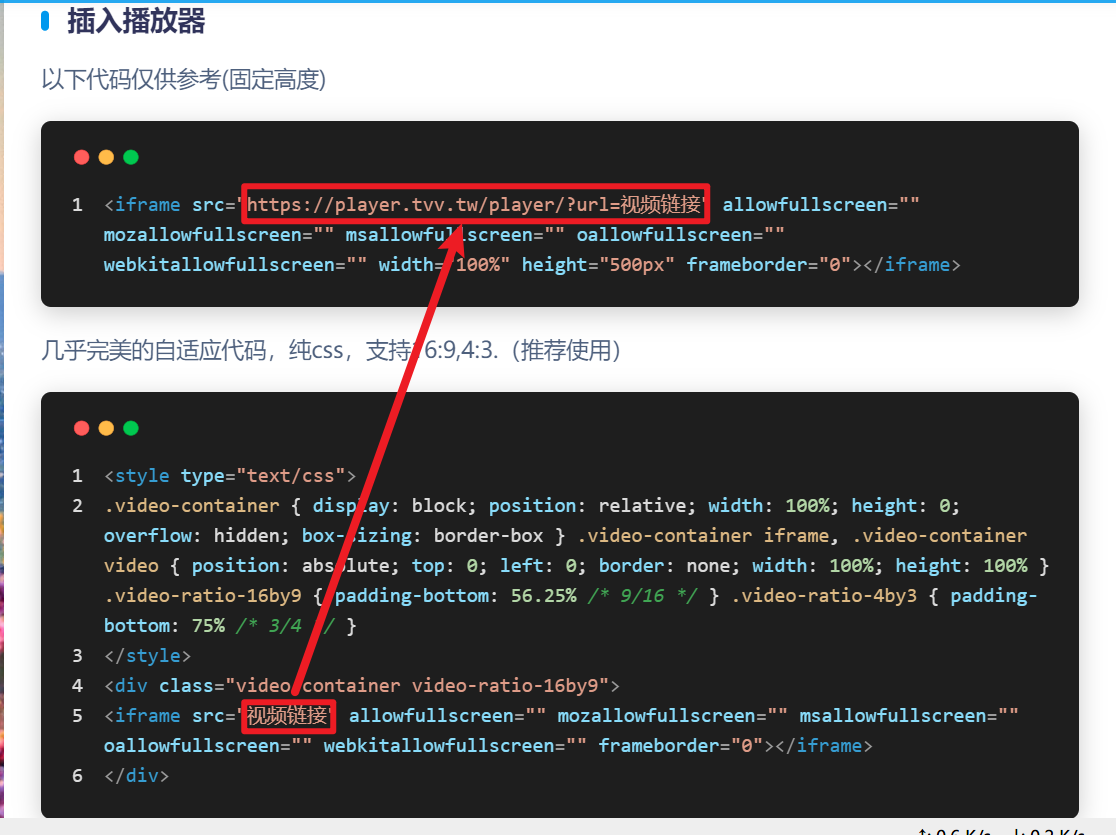 插入播放器
以下代码仅供参考(固定高度)
1 <iframe src="https://player.tvv.tw/player/?url=视频链接" allowfullscreen=""
mozallowfullscreen="" msallowfullscreen="" oallowfullscreen=""
webkitallowfullscreen="" width="100%" height="500px" frameborder="0"></iframe>
几乎完美的自适应代码，纯css，支持16:9,4:3.（推荐使用）
1 <style type="text/css">
2 .video-container { display: block; position: relative; width: 100%; height: 0;
overflow: hidden; box-sizing: border-box } .video-container iframe, .video-container
video { position: absolute; top: 0; left: 0; border: none; width: 100%; height: 100% }
.video-ratio-16by9 { padding-bottom: 56.25% /* 9/16 */ } .video-ratio-4by3 { padding-
bottom: 75% /* 3/4 */ }
3 </style>
4 <div class="video-container video-ratio-16by9">
5 <iframe src="视频链接" allowfullscreen="" mozallowfullscreen="" msallowfullscreen=""
oallowfullscreen="" webkitallowfullscreen="" frameborder="0"></iframe>
6 </div>